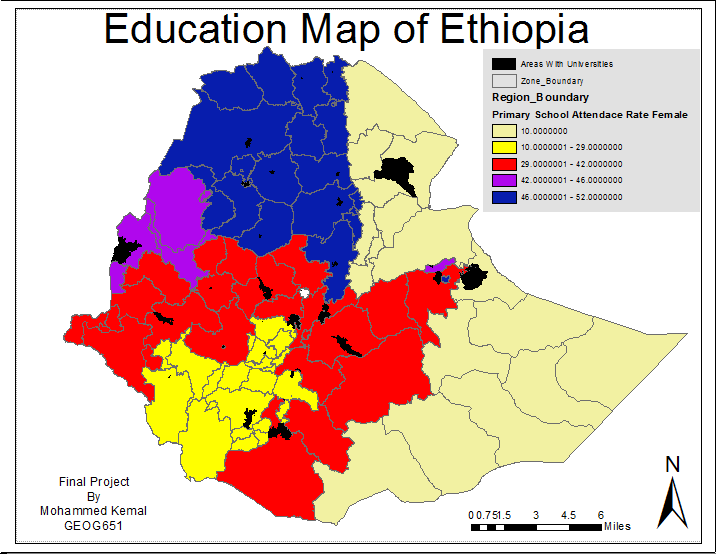 Education Map of Ethiopia
Areas With Universities
Zone_Boundary
Region_Boundary
Primary School Attendace Rate Female
10.0000000
10.0000001 - 29.0000000
29.0000001 - 42.0000000
42.0000001 - 46.0000000
46.0000001 - 52.0000000
Final Project
By
Mohammed Kemal
GEOG651
N
0 0.75 1.5 3 4.5 6
Miles